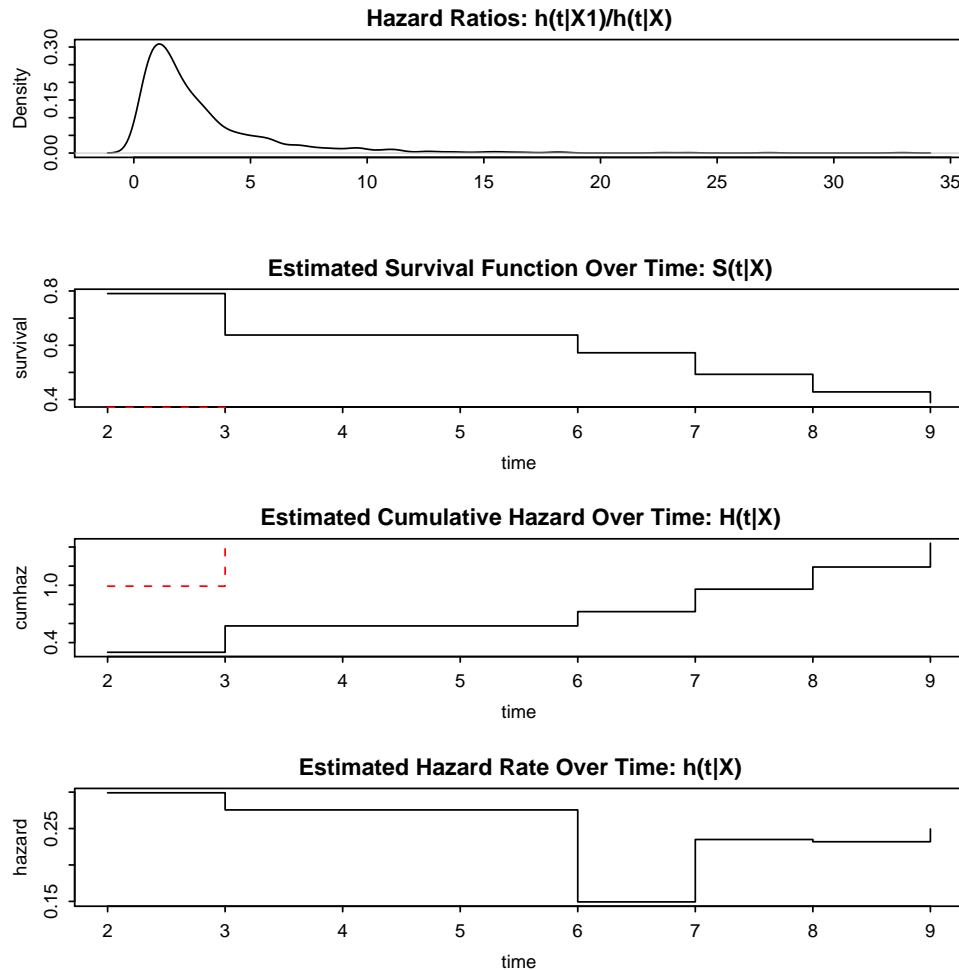 Hazard Ratios: h(t|X1)/h(t|X)
Density
0.00 0.15 0.30
0 5 10 15 20 25 30 35
Estimated Survival Function Over Time: S(t|X)
survival
0.4 0.6 0.8
2 3 4 5 6 7 8 9
time
Estimated Cumulative Hazard Over Time: H(t|X)
cumhaz
0.4 1.0
2 3 4 5 6 7 8 9
time
Estimated Hazard Rate Over Time: h(t|X)
hazard
0.15 0.25
2 3 4 5 6 7 8 9
time